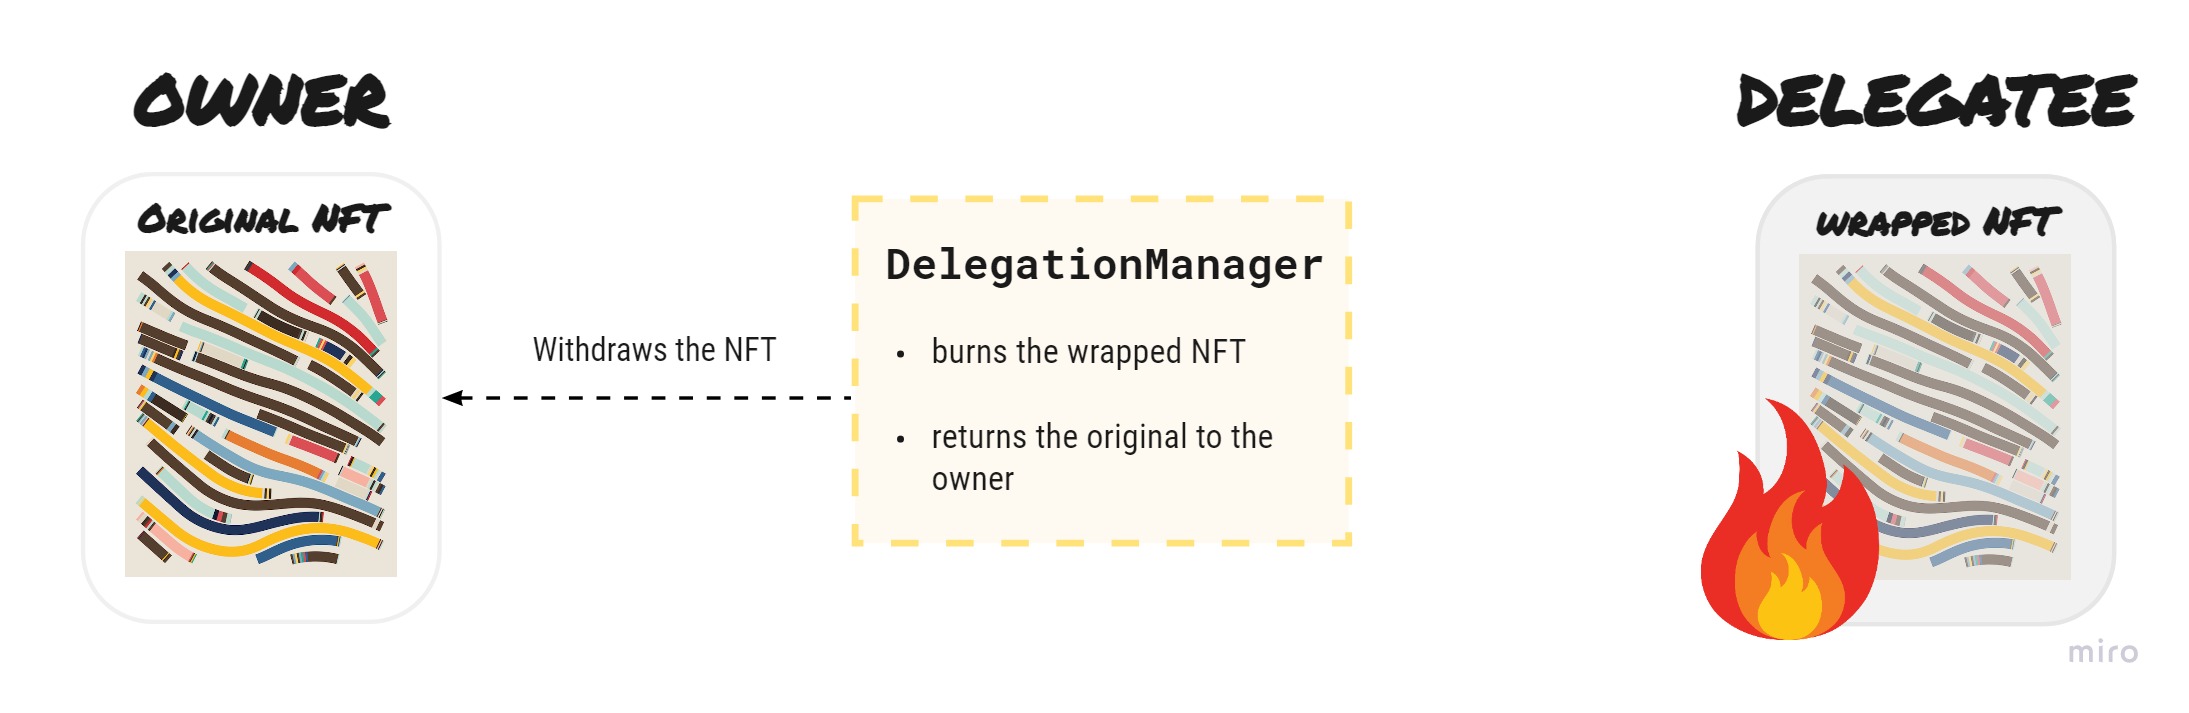 OWNER
DELEGATEE
ORIGINAL NFT
WRAPPED NFT
DelegationManager
Withdraws the NFT
• burns the wrapped NFT
• returns the original to the
owner
miro